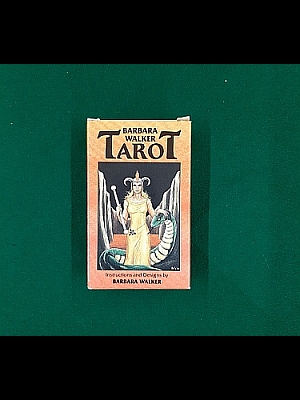 BARBARA
WALKER
TAROT
Instructions and Designs by
BARBARA WALKER